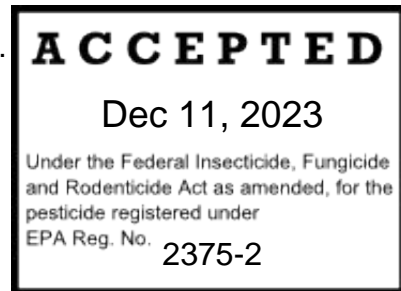 .
ACCEPTED
Dec 11, 2023
Under the Federal Insecticide, Fungicide
and Rodenticide Act as amended, for the
pesticide registered under
EPA Reg. No. 2375-2